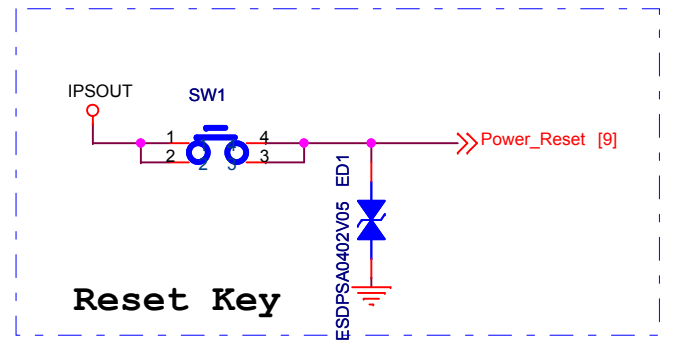 IPSOUT
SW1
1
4
2
3
2
3
Power_Reset [9]
ESDPSA0402V05 ED1
Reset Key